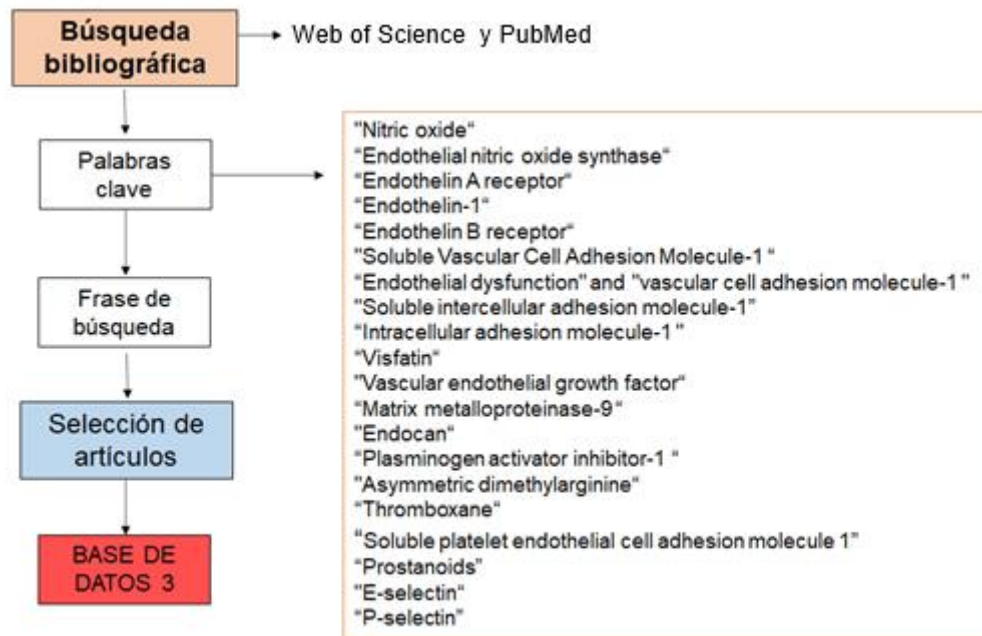 Búsqueda
bibliográfica
Web of Science y PubMed
Palabras
clave
"Nitric oxide“
“Endothelial nitric oxide synthase“
“Endothelin A receptor“
“Endothelin-1“
“Endothelin B receptor“
"Soluble Vascular Cell Adhesion Molecule-1 “
“Endothelial dysfunction” and "vascular cell adhesion molecule-1 "
"Soluble intercellular adhesion molecule-1”
“Intracellular adhesion molecule-1 "
“Visfatin“
"Vascular endothelial growth factor“
“Matrix metalloproteinase-9“
"Endocan“
“Plasminogen activator inhibitor-1 “
"Asymmetric dimethylarginine“
“Thromboxane“
“Soluble platelet endothelial cell adhesion molecule 1”
“Prostanoids”
"E-selectin“
“P-selectin”
Frase de
búsqueda
Selección de
artículos
BASE DE
DATOS 3